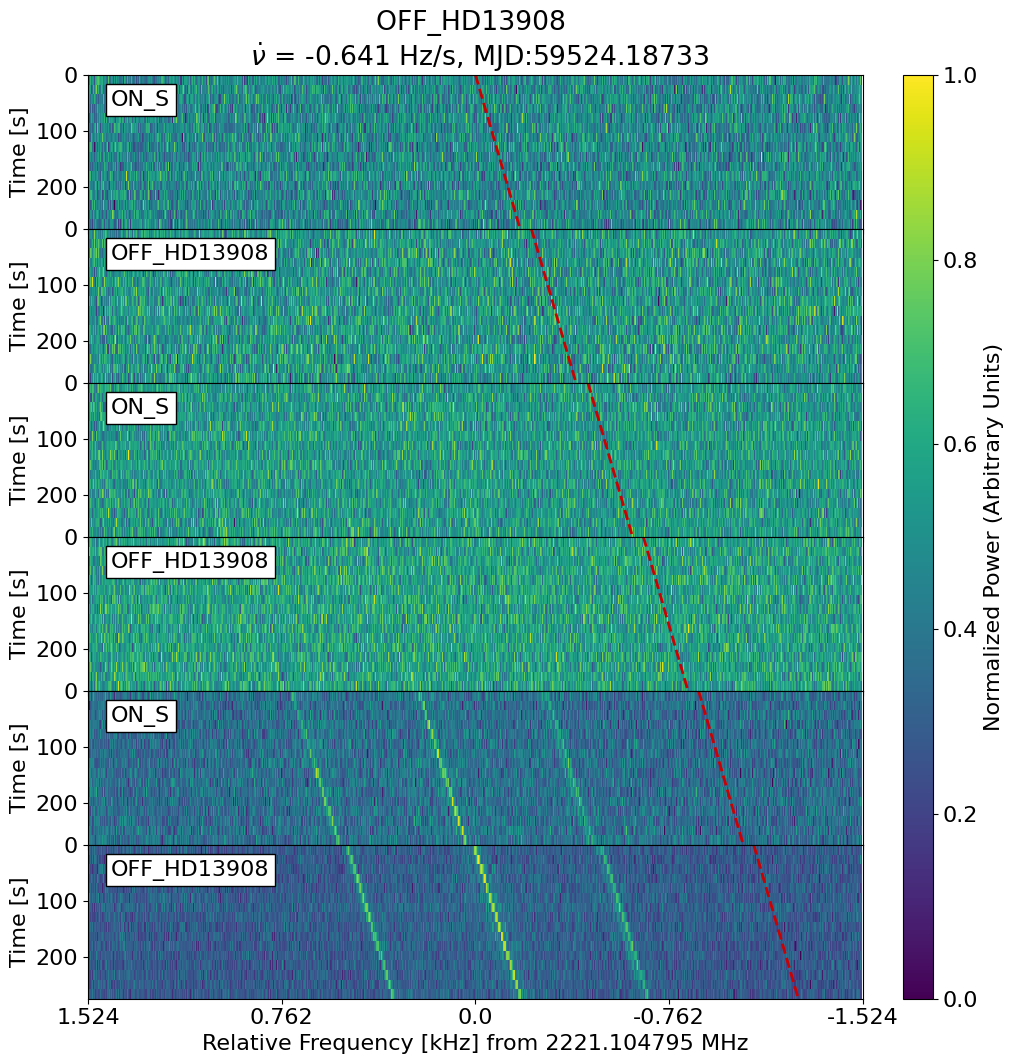 OFF_HD13908
ν̇ = -0.641 Hz/s, MJD:59524.18733
0
ON_S
100
200
Time [s]
0
OFF_HD13908
100
200
Time [s]
0
ON_S
100
200
Time [s]
0
OFF_HD13908
100
200
Time [s]
0
ON_S
100
200
Time [s]
0
OFF_HD13908
100
200
Time [s]
1.524 0.762 0.0 -0.762 -1.524
Relative Frequency [kHz] from 2221.104795 MHz
1.0
0.8
0.6
0.4
0.2
0.0
Normalized Power (Arbitrary Units)